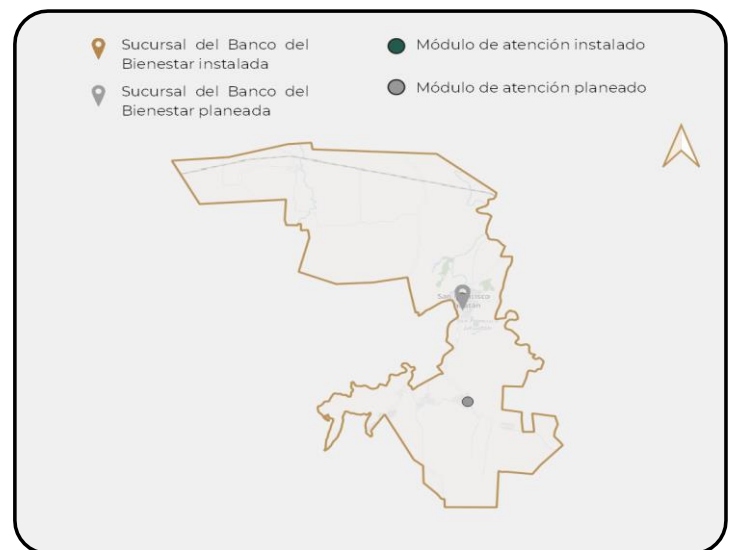 Sucursal del Banco del
Bienestar instalada
Sucursal del Banco del
Bienestar planeada
Módulo de atención instalado
Módulo de atención planeado
San